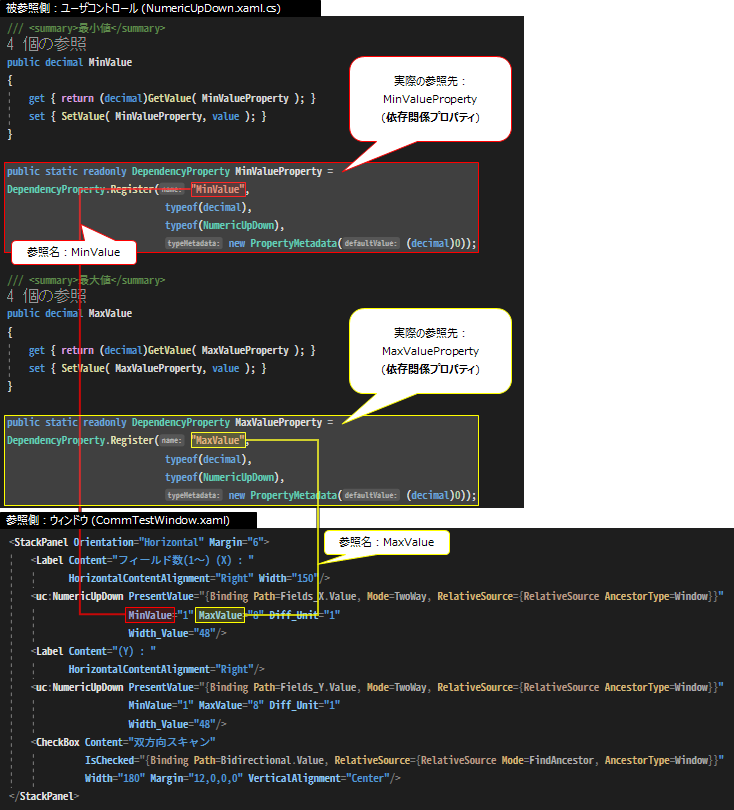 被参照側：ユーザコントロール (NumericUpDown.xaml.cs)
/// <summary>最小値</summary>
4 個の参照
public decimal MinValue
{
get { return (decimal)GetValue( MinValueProperty ); }
set { SetValue( MinValueProperty, value ); }
}
実際の参照先：
MinValueProperty
(依存関係プロパティ)
public static readonly DependencyProperty MinValueProperty =
DependencyProperty.Register( name: "MinValue",
typeof(decimal),
typeof(NumericUpDown),
typeMetadata: new PropertyMetadata( defaultValue: (decimal)0));
参照名：MinValue
/// <summary>最大値</summary>
4 個の参照
public decimal MaxValue
{
get { return (decimal)GetValue( MaxValueProperty ); }
set { SetValue( MaxValueProperty, value ); }
}
実際の参照先：
MaxValueProperty
(依存関係プロパティ)
public static readonly DependencyProperty MaxValueProperty =
DependencyProperty.Register( name: "MaxValue",
typeof(decimal),
typeof(NumericUpDown),
typeMetadata: new PropertyMetadata( defaultValue: (decimal)0));
参照側：ウィンドウ (CommTestWindow.xaml)
参照名：MaxValue
<StackPanel Orientation="Horizontal" Margin="6">
<Label Content="フィールド数(1～) (X) : "
HorizontalContentAlignment="Right" Width="150"/>
<uc:NumericUpDown PresentValue="{Binding Path=Fields_X.Value, Mode=TwoWay, RelativeSource={RelativeSource AncestorType=Window}}"
MinValue="1" MaxValue="8" Diff_Unit="1"
Width_Value="48"/>
<Label Content="(Y) : "
HorizontalContentAlignment="Right"/>
<uc:NumericUpDown PresentValue="{Binding Path=Fields_Y.Value, Mode=TwoWay, RelativeSource={RelativeSource AncestorType=Window}}"
MinValue="1" MaxValue="8" Diff_Unit="1"
Width_Value="48"/>
<CheckBox Content="双方向スキャン"
IsChecked="{Binding Path=Bidirectional.Value, RelativeSource={RelativeSource Mode=FindAncestor, AncestorType=Window}}"
Width="180" Margin="12,0,0,0" VerticalAlignment="Center"/>
</StackPanel>